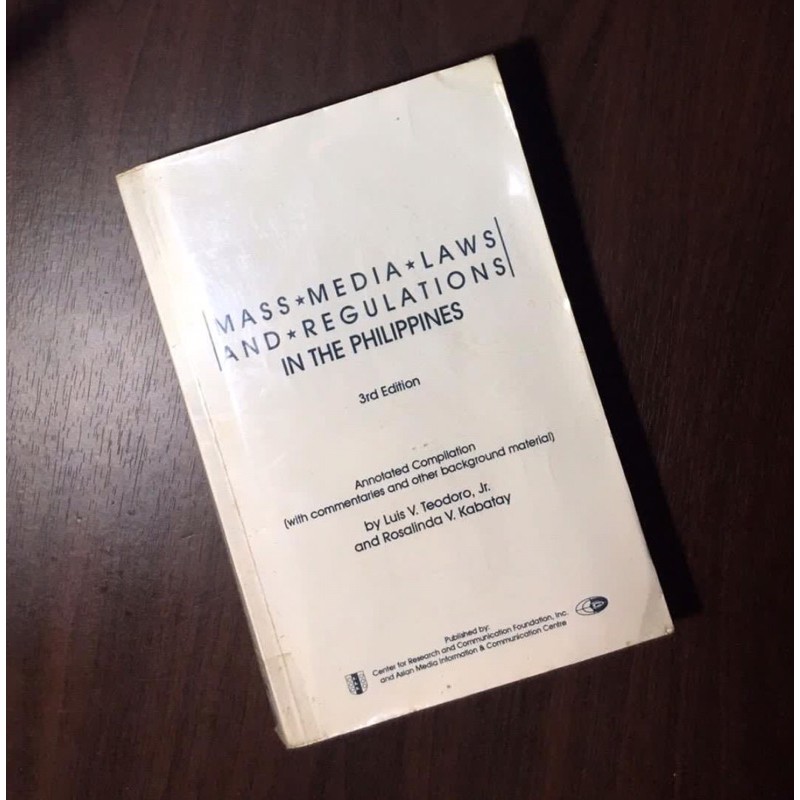 MASS★MEDIA★LAWS
AND★REGULATIONS
IN THE PHILIPPINES
3rd Edition
Annotated Compilation
(with commentaries and other background material)
by Luis V. Teodoro, Jr.
and Rosalinda V. Kabatay
Published by:
Center for Research and Communication Foundation, Inc.
and Asian Media Information & Communication Centre